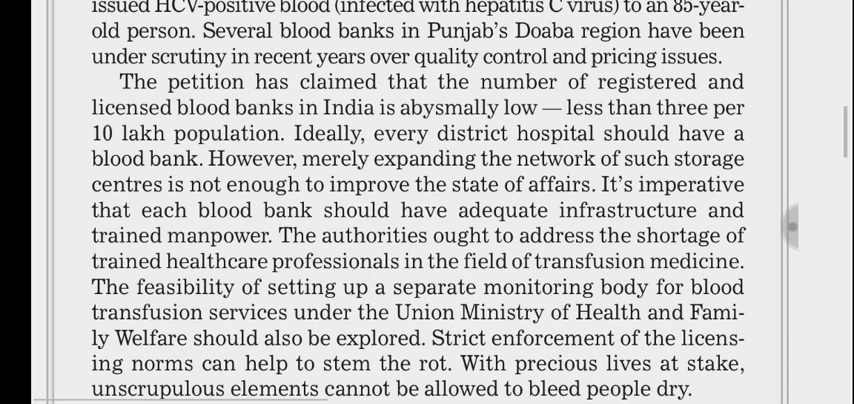 issued HCV-positive blood (infected with hepatitis C virus) to an 85-year-
old person. Several blood banks in Punjab's Doaba region have been
under scrutiny in recent years over quality control and pricing issues.
The petition has claimed that the number of registered and
licensed blood banks in India is abysmally low — less than three per
10 lakh population. Ideally, every district hospital should have a
blood bank. However, merely expanding the network of such storage
centres is not enough to improve the state of affairs. It's imperative
that each blood bank should have adequate infrastructure and
trained manpower. The authorities ought to address the shortage of
trained healthcare professionals in the field of transfusion medicine.
The feasibility of setting up a separate monitoring body for blood
transfusion services under the Union Ministry of Health and Fami-
ly Welfare should also be explored. Strict enforcement of the licens-
ing norms can help to stem the rot. With precious lives at stake,
unscrupulous elements cannot be allowed to bleed people dry.